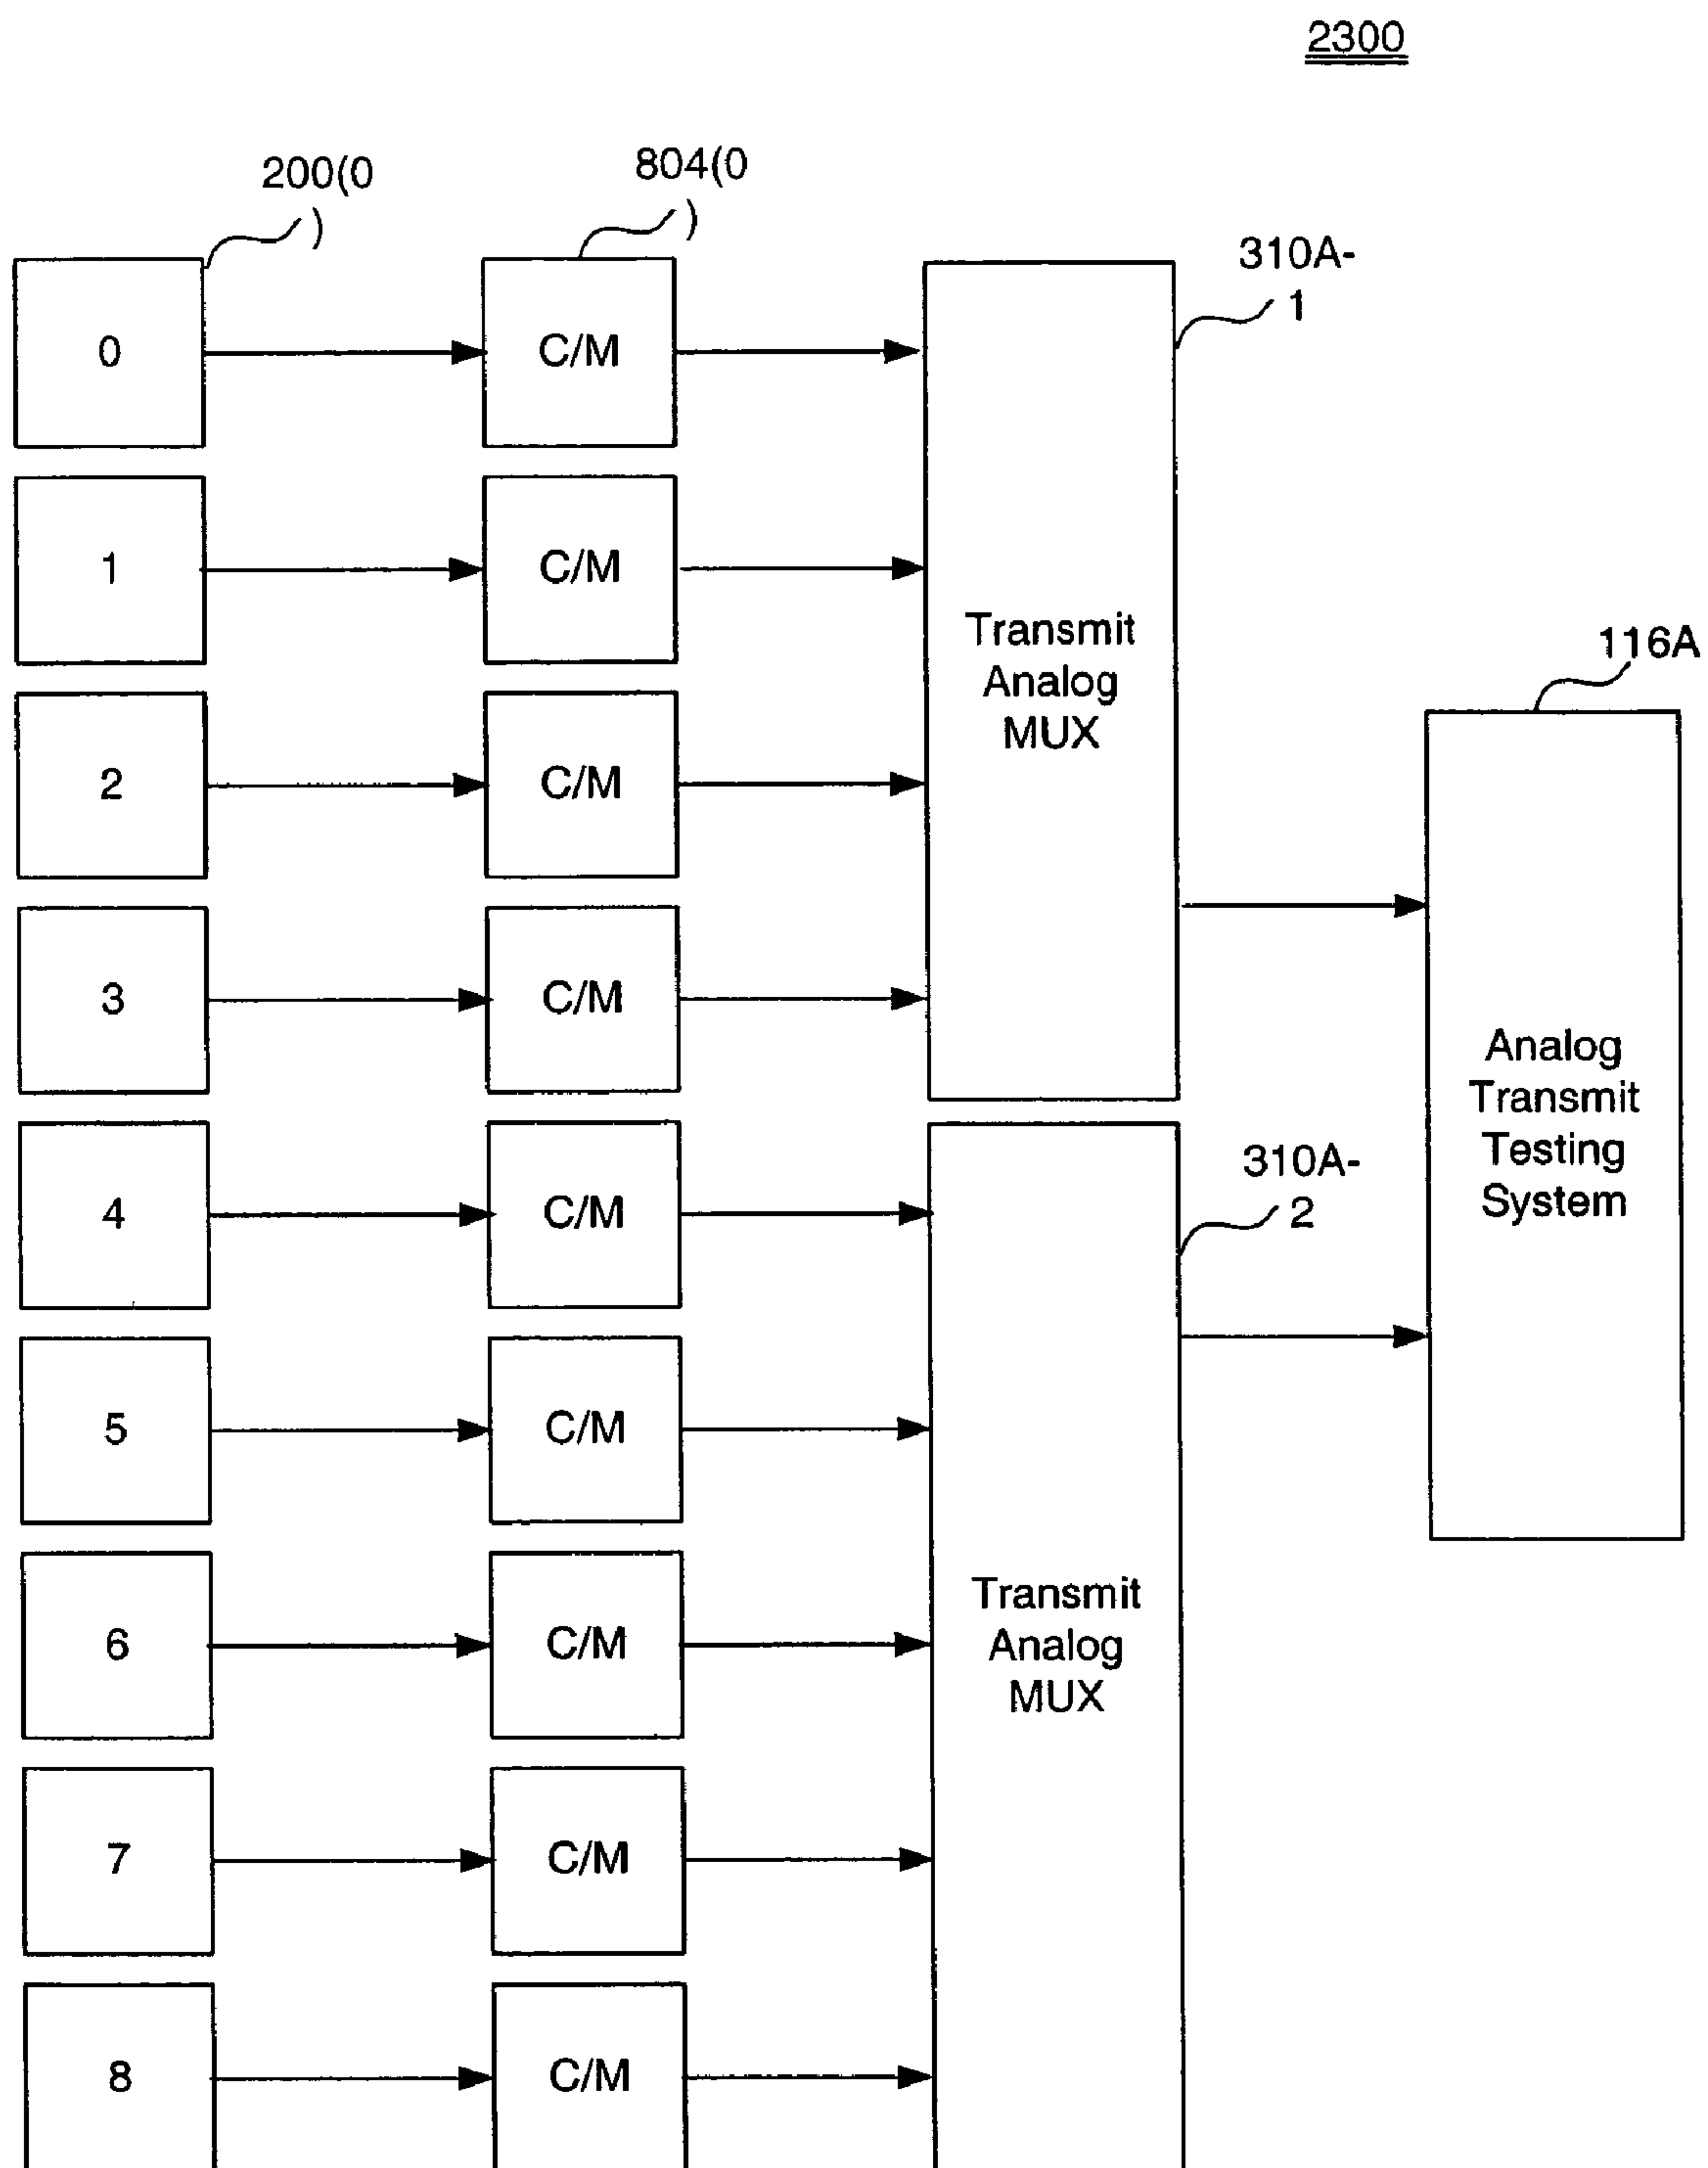 2300
200(0
)
804(0
)
310A-
1
0
C/M
1
C/M
Transmit
Analog
MUX
116A
2
C/M
3
C/M
Analog
Transmit
Testing
System
4
C/M
310A-
2
5
C/M
6
C/M
Transmit
Analog
MUX
7
C/M
8
C/M